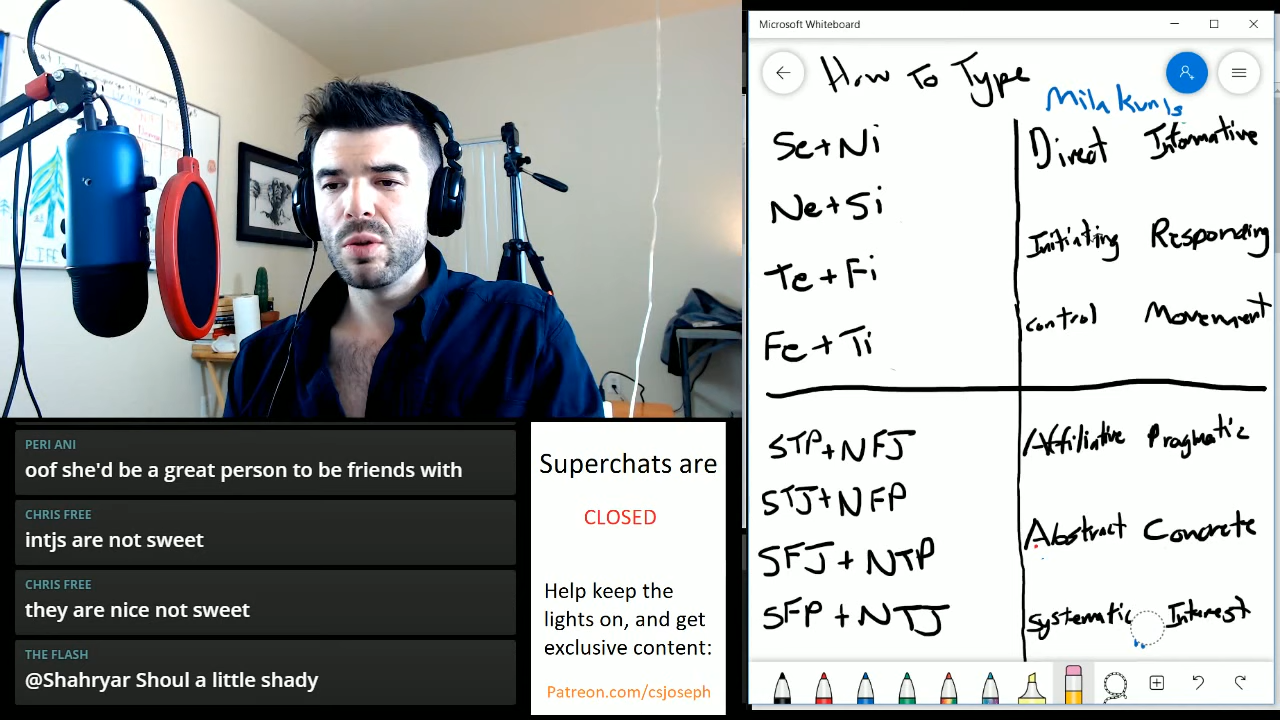 Microsoft Whiteboard
How To Type
Mila kunis
Se+Ni
Ne+Si
Te+Fi
Fe+Ti
Direct Informative
Initiating Responding
control Movement
STP+NFJ
STJ+NFP
SFJ+NTP
SFP+NTJ
Affiliative Pragmatic
Abstract Concrete
Systematic Interest
LIFE
PERI ANI
oof she'd be a great person to be friends with
CHRIS FREE
intjs are not sweet
CHRIS FREE
they are nice not sweet
THE FLASH
@Shahryar Shoul a little shady
Superchats are
CLOSED
Help keep the
lights on, and get
exclusive content:
Patreon.com/csjoseph